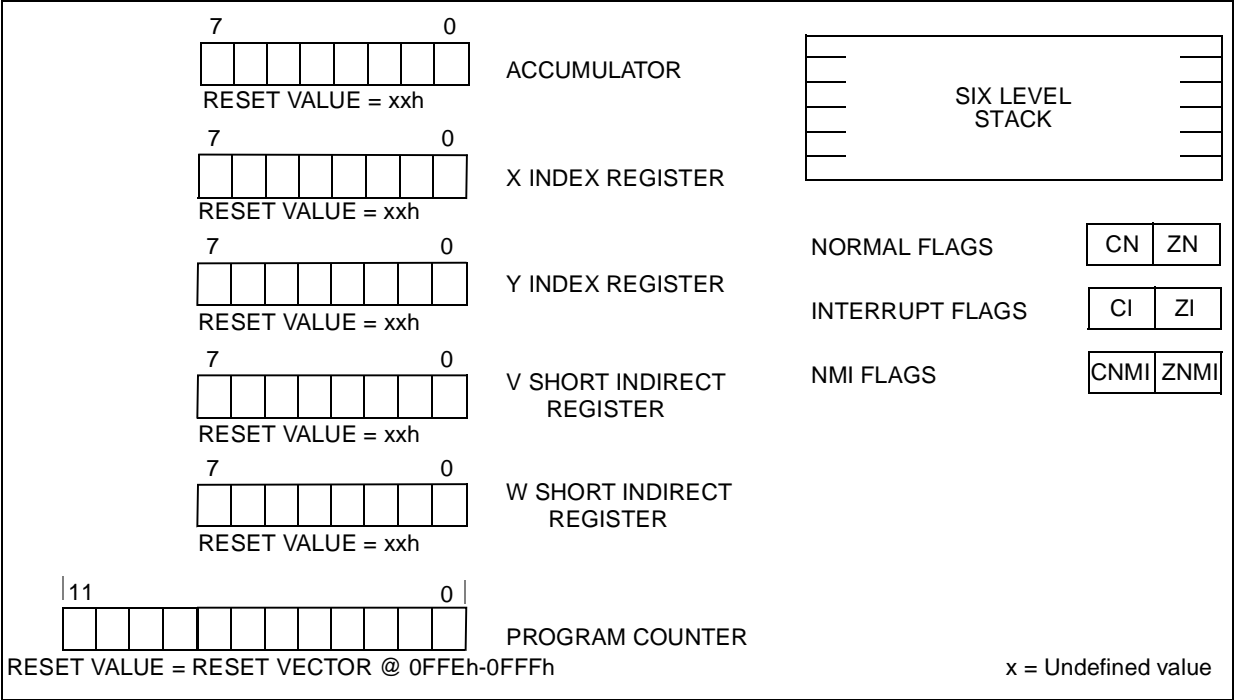 7 0
ACCUMULATOR
RESET VALUE = xxh
7 0
X INDEX REGISTER
RESET VALUE = xxh
7 0
Y INDEX REGISTER
RESET VALUE = xxh
7 0
V SHORT INDIRECT
REGISTER
RESET VALUE = xxh
7 0
W SHORT INDIRECT
REGISTER
RESET VALUE = xxh
11 0
PROGRAM COUNTER
RESET VALUE = RESET VECTOR @ 0FFEh-0FFFh
SIX LEVEL
STACK
NORMAL FLAGS CN ZN
INTERRUPT FLAGS CI ZI
NMI FLAGS CNMI ZNMI
x = Undefined value